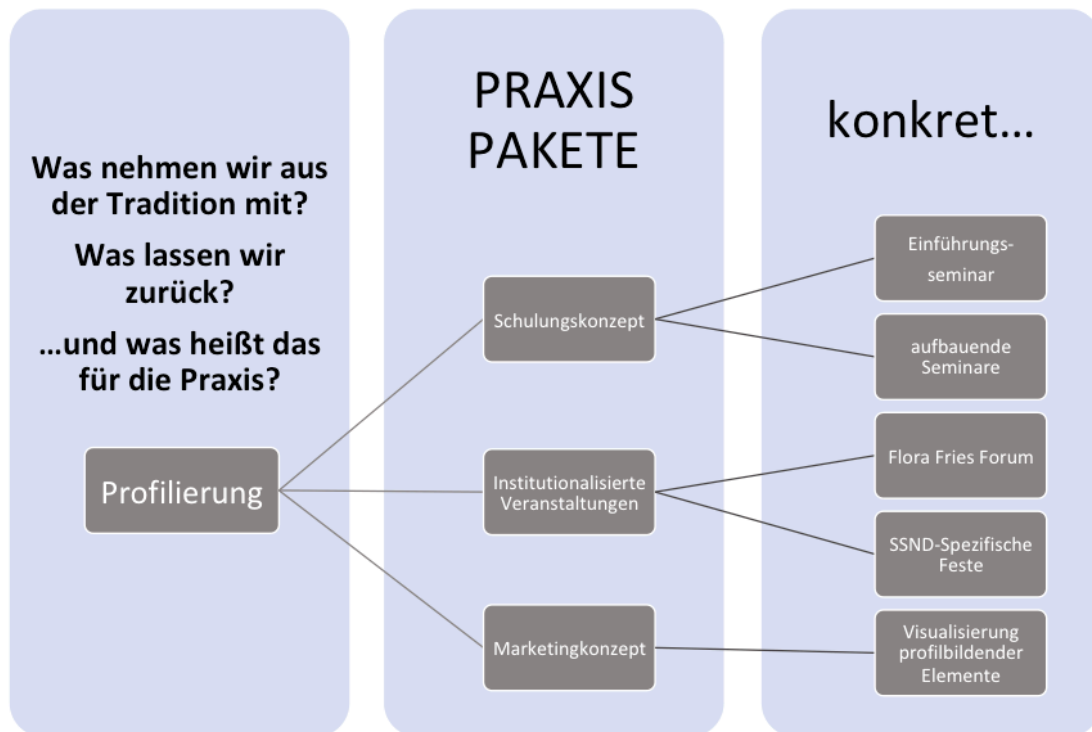 Was nehmen wir aus
der Tradition mit?
Was lassen wir
zurück?
...und was heißt das
für die Praxis?
Profilierung
PRAXIS
PAKETE
Schulungskonzept
Institutionalisierte
Veranstaltungen
Marketingkonzept
konkret...
Einführungs-
seminar
aufbauende
Seminare
Flora Fries Forum
SSND-Spezifische
Feste
Visualisierung
profilbildender
Elemente